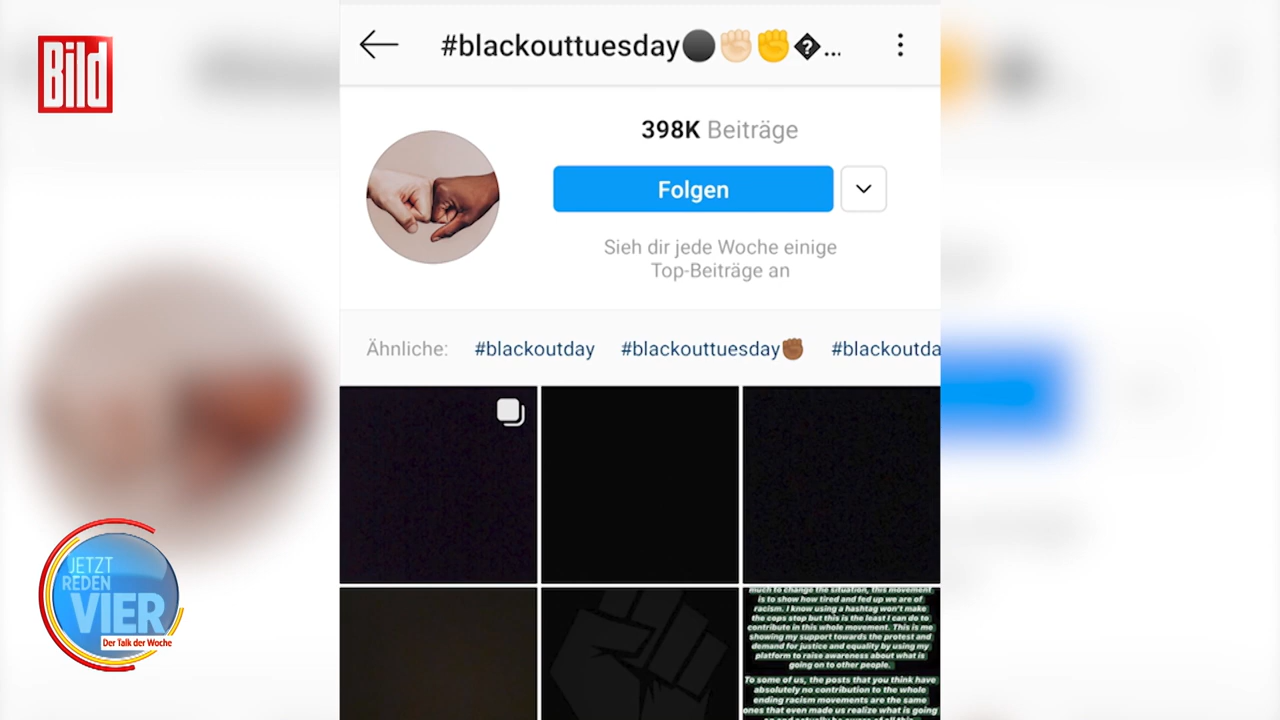 Bild
#blackouttuesday⚫✊🏻✊�...
398K Beiträge
Folgen
Sieh dir jede Woche einige
Top-Beiträge an
Ähnliche: #blackoutday #blackouttuesday✊🏾 #blackoutda
much to change the situation, this movement
is to show how tired and fed up we are of
racism. I know using a hashtag won't make
the cops stop but this is the least I can do to
contribute in this whole movement. This is me
showing my support towards the protest and
demand for justice and equality by using my
platform to raise awareness about what is
going on to other people.
To some of us, the posts that you think have
absolutely no contribution to the whole
ending racism movements are the same
ones that even made us realize what is going
JETZT
REDEN
VIER
Der Talk der Woche